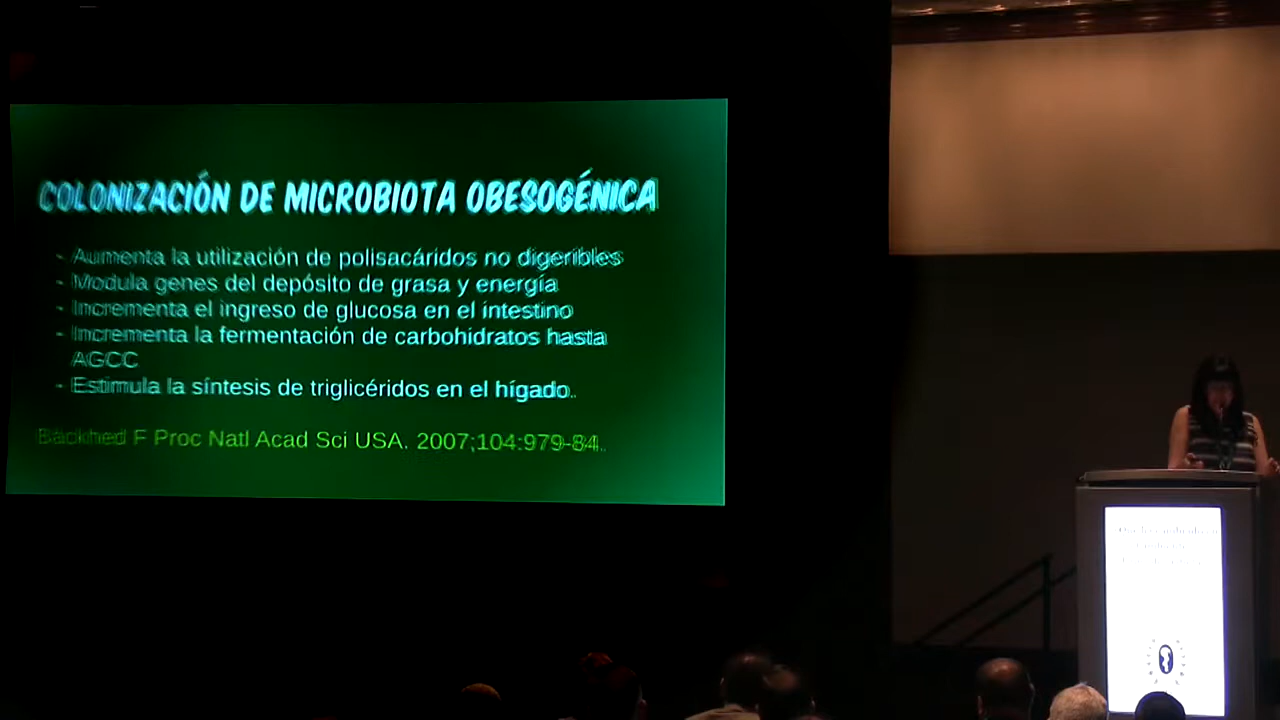 COLONIZACIÓN DE MICROBIOTA OBESOGÉNICA
- Aumenta la utilización de polisacáridos no digeribles
- Modula genes del depósito de grasa y energía
- Incrementa el ingreso de glucosa en el intestino
- Incrementa la fermentación de carbohidratos hasta
AGCC
- Estimula la síntesis de triglicéridos en el hígado.
Bäckhed F Proc Natl Acad Sci USA. 2007;104:979-84.